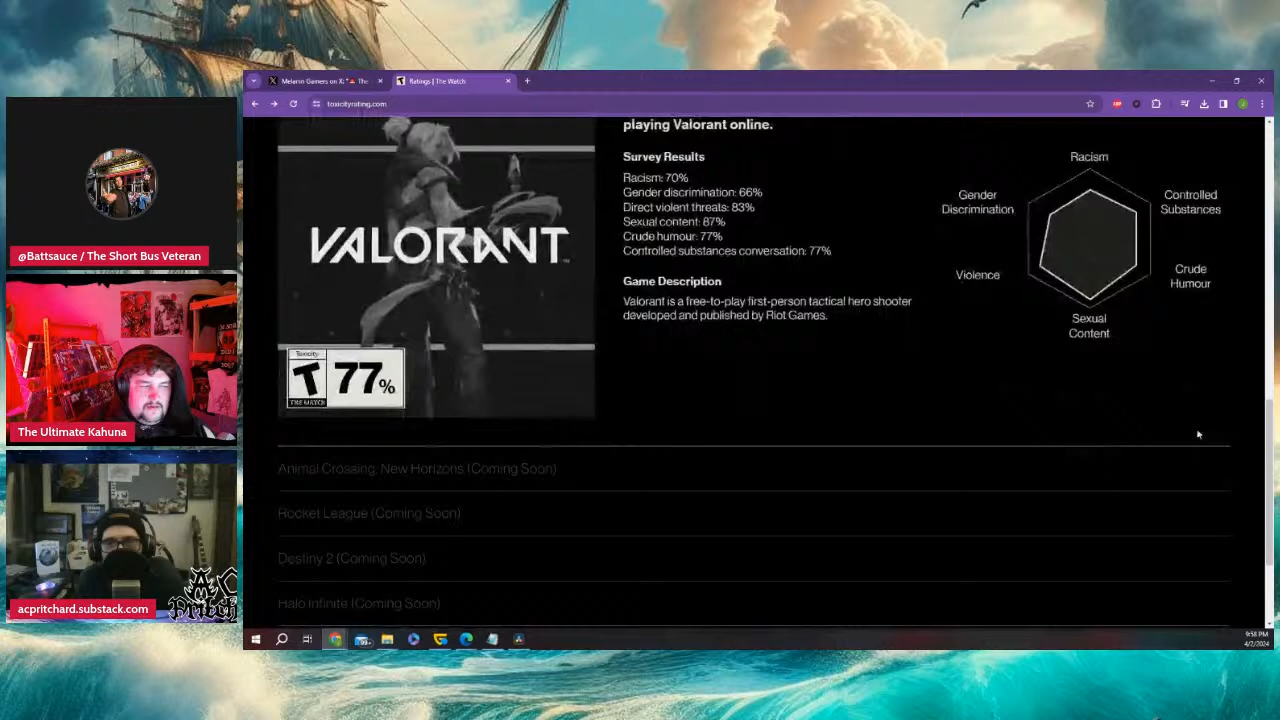 Melanin Gamers on X: "🚨 The
Ratings | The Watch
toxicityrating.com
playing Valorant online.
Survey Results
Racism: 70%
Gender discrimination: 66%
Direct violent threats: 83%
Sexual content: 87%
Crude humour: 77%
Controlled substances conversation: 77%
Game Description
Valorant is a free-to-play first-person tactical hero shooter
developed and published by Riot Games.
Racism
Gender
Discrimination
Controlled
Substances
Violence
Crude
Humour
Sexual
Content
VALORANT
Toxicity
T
THE WATCH
77%
Animal Crossing: New Horizons (Coming Soon)
Rocket League (Coming Soon)
Destiny 2 (Coming Soon)
Halo Infinite (Coming Soon)
@Battsauce / The Short Bus Veteran
The Ultimate Kahuna
acpritchard.substack.com
9:58 PM
4/2/2024